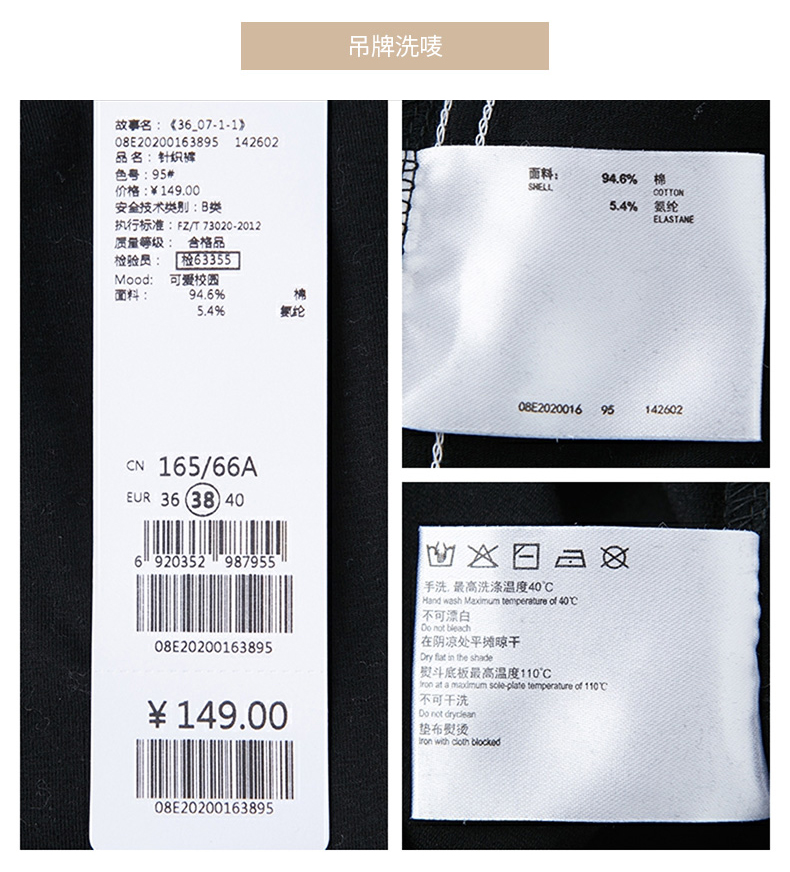 吊牌洗唛
故事名：《36_07-1-1》
08E20200163895 142602
品名：针织裤
色号：95#
价格：¥149.00
安全技术类别：B类
执行标准：FZ/T 73020-2012
质量等级： 合格品
检验员： 检63355
Mood: 可爱校园
面料： 94.6% 棉
5.4% 氨纶
CN 165/66A
EUR 36 38 40
6 920352 987955
08E20200163895
¥149.00
08E20200163895
面料： 94.6% 棉
SHELL COTTON
5.4% 氨纶
ELASTANE
08E2020016 95 142602
手洗, 最高洗涤温度40℃
Hand wash Maximum temperature of 40℃
不可漂白
Do not bleach
在阴凉处平摊晾干
Dry flat in the shade
熨斗底板最高温度110℃
Iron at a maximum sole-plate temperature of 110℃
不可干洗
Do not dryclean
垫布熨烫
Iron with cloth blocked